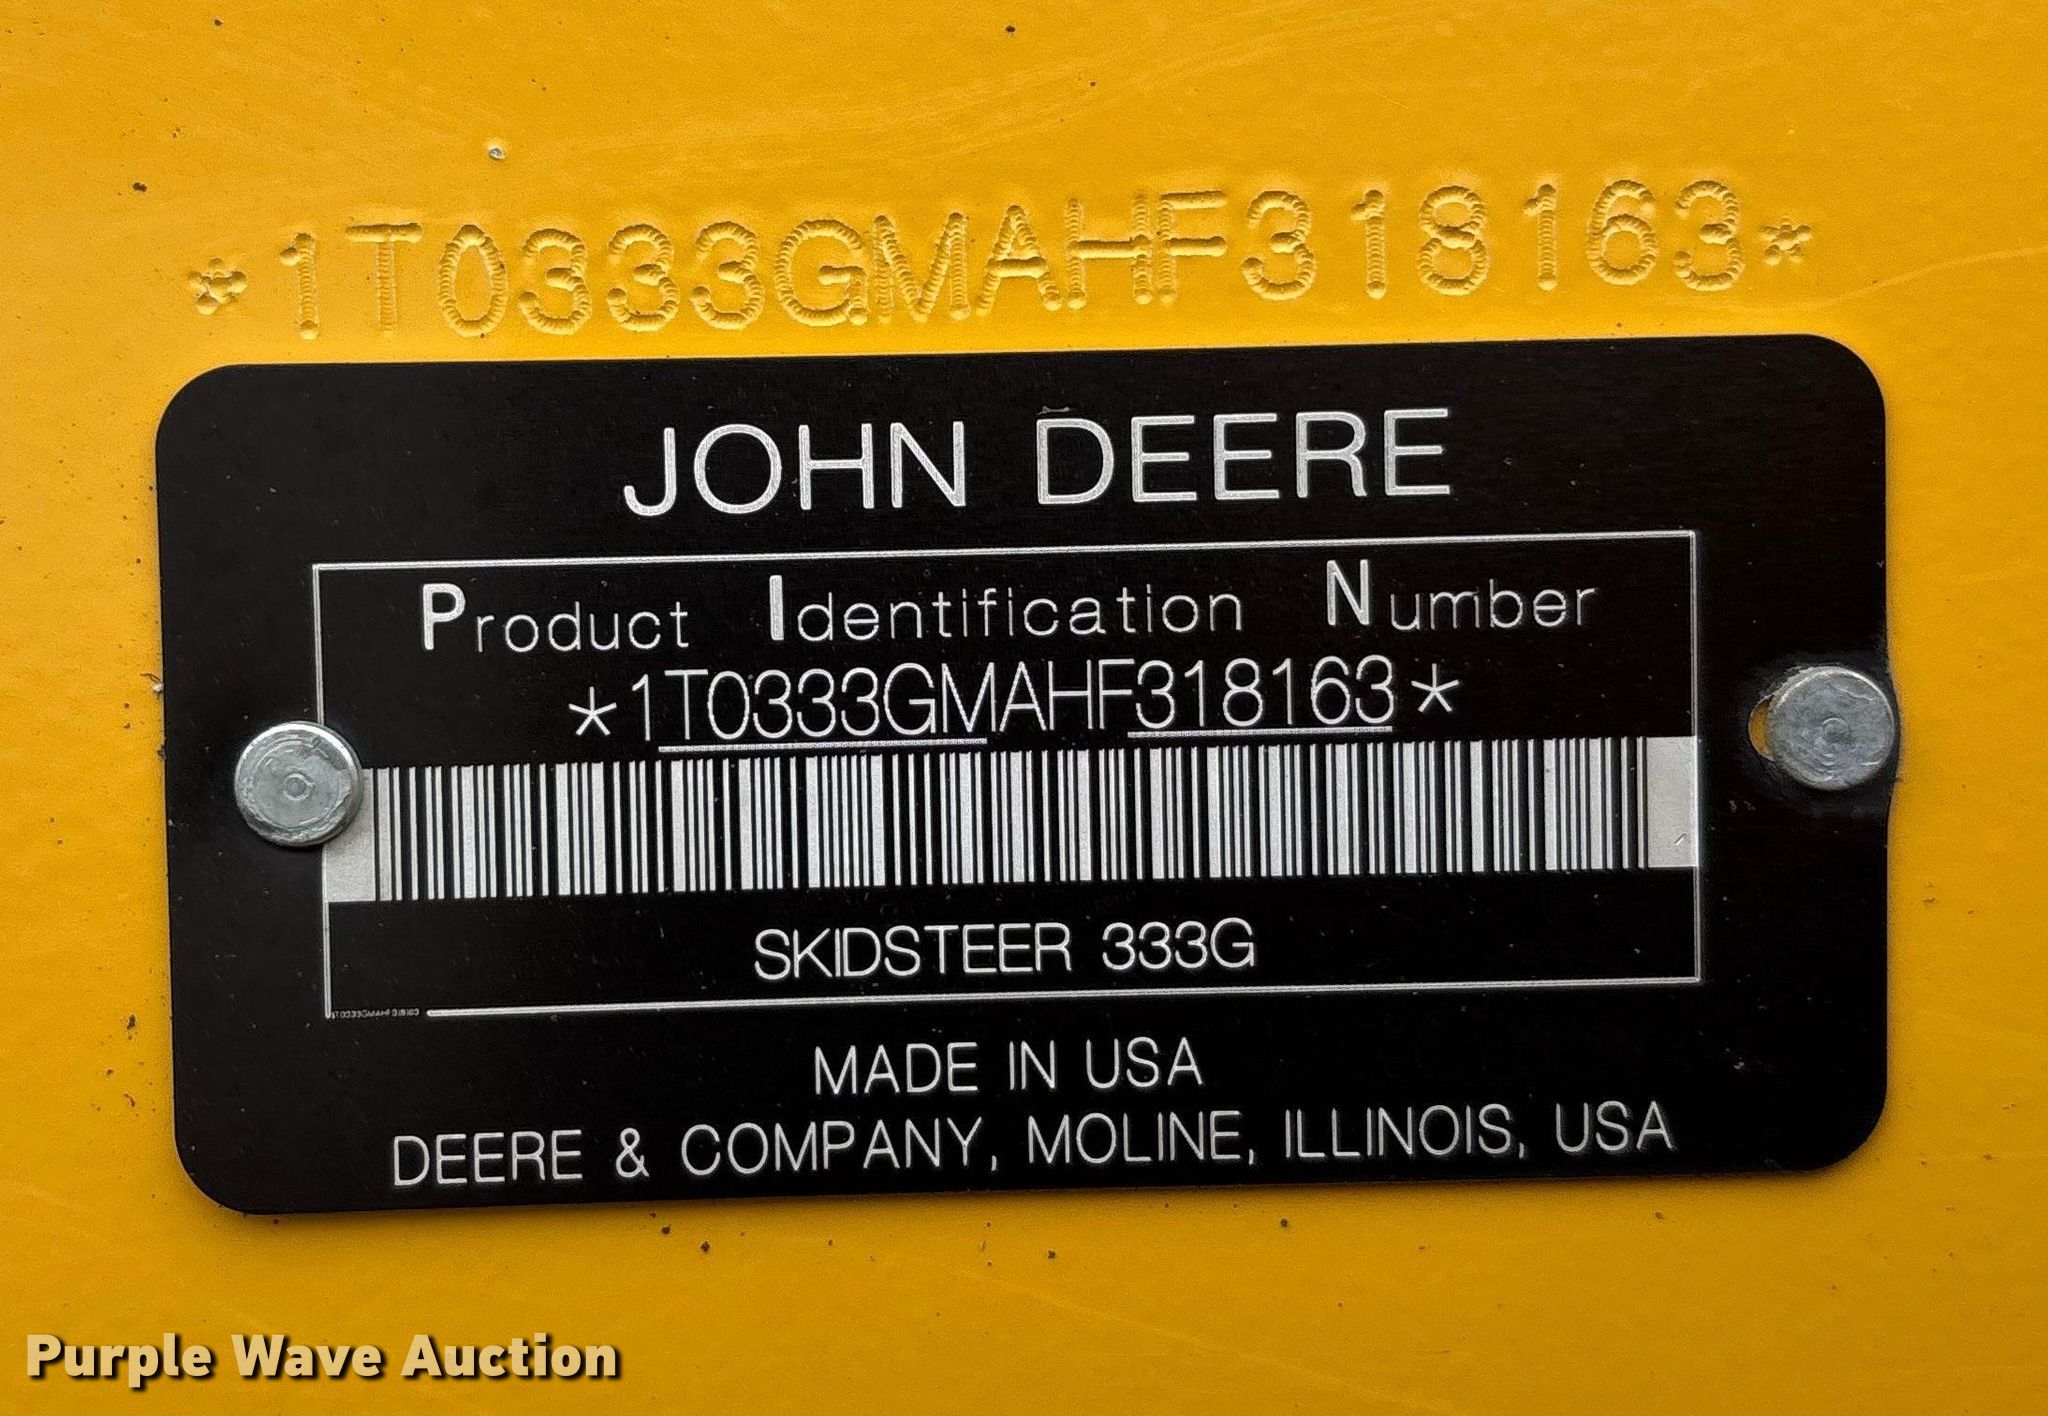 *1T0333GMAHF318163*
JOHN DEERE
Product Identification Number
*1T0333GMAHF318163*
SKIDSTEER 333G
1T0333GMAHF318163
MADE IN USA
DEERE & COMPANY, MOLINE, ILLINOIS, USA
Purple Wave Auction